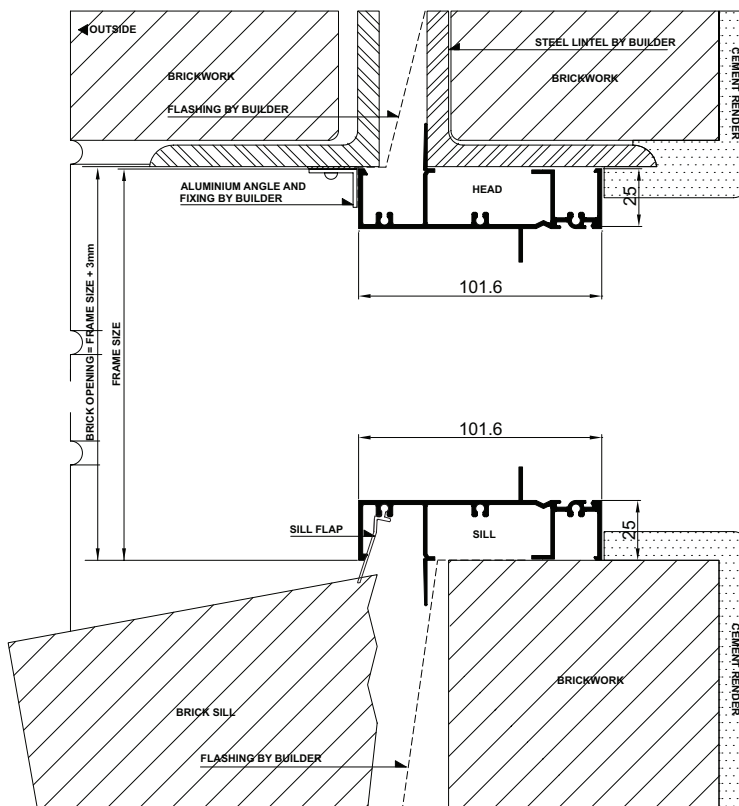 OUTSIDE
STEEL LINTEL BY BUILDER
BRICKWORK
BRICKWORK
CEMENT RENDER
FLASHING BY BUILDER
ALUMINIUM ANGLE AND
FIXING BY BUILDER
HEAD
25
101.6
BRICK OPENING = FRAME SIZE + 3mm
FRAME SIZE
101.6
SILL FLAP
SILL
25
CEMENT RENDER
BRICKWORK
BRICK SILL
FLASHING BY BUILDER